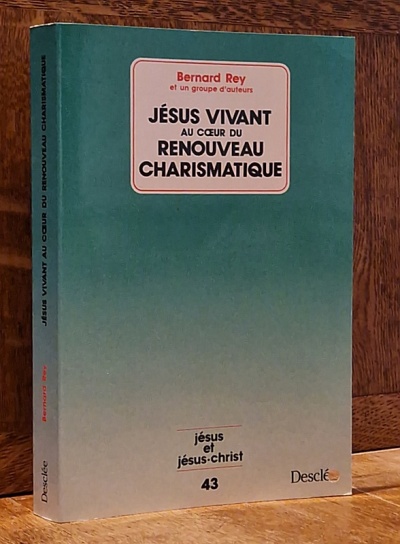 Bernard Rey
et un groupe d'auteurs
JÉSUS VIVANT
AU CŒUR DU
RENOUVEAU
CHARISMATIQUE
jésus
et
jésus-christ
43
Desclée
JÉSUS VIVANT AU CŒUR DU RENOUVEAU CHARISMATIQUE
Bernard Rey
Desclée